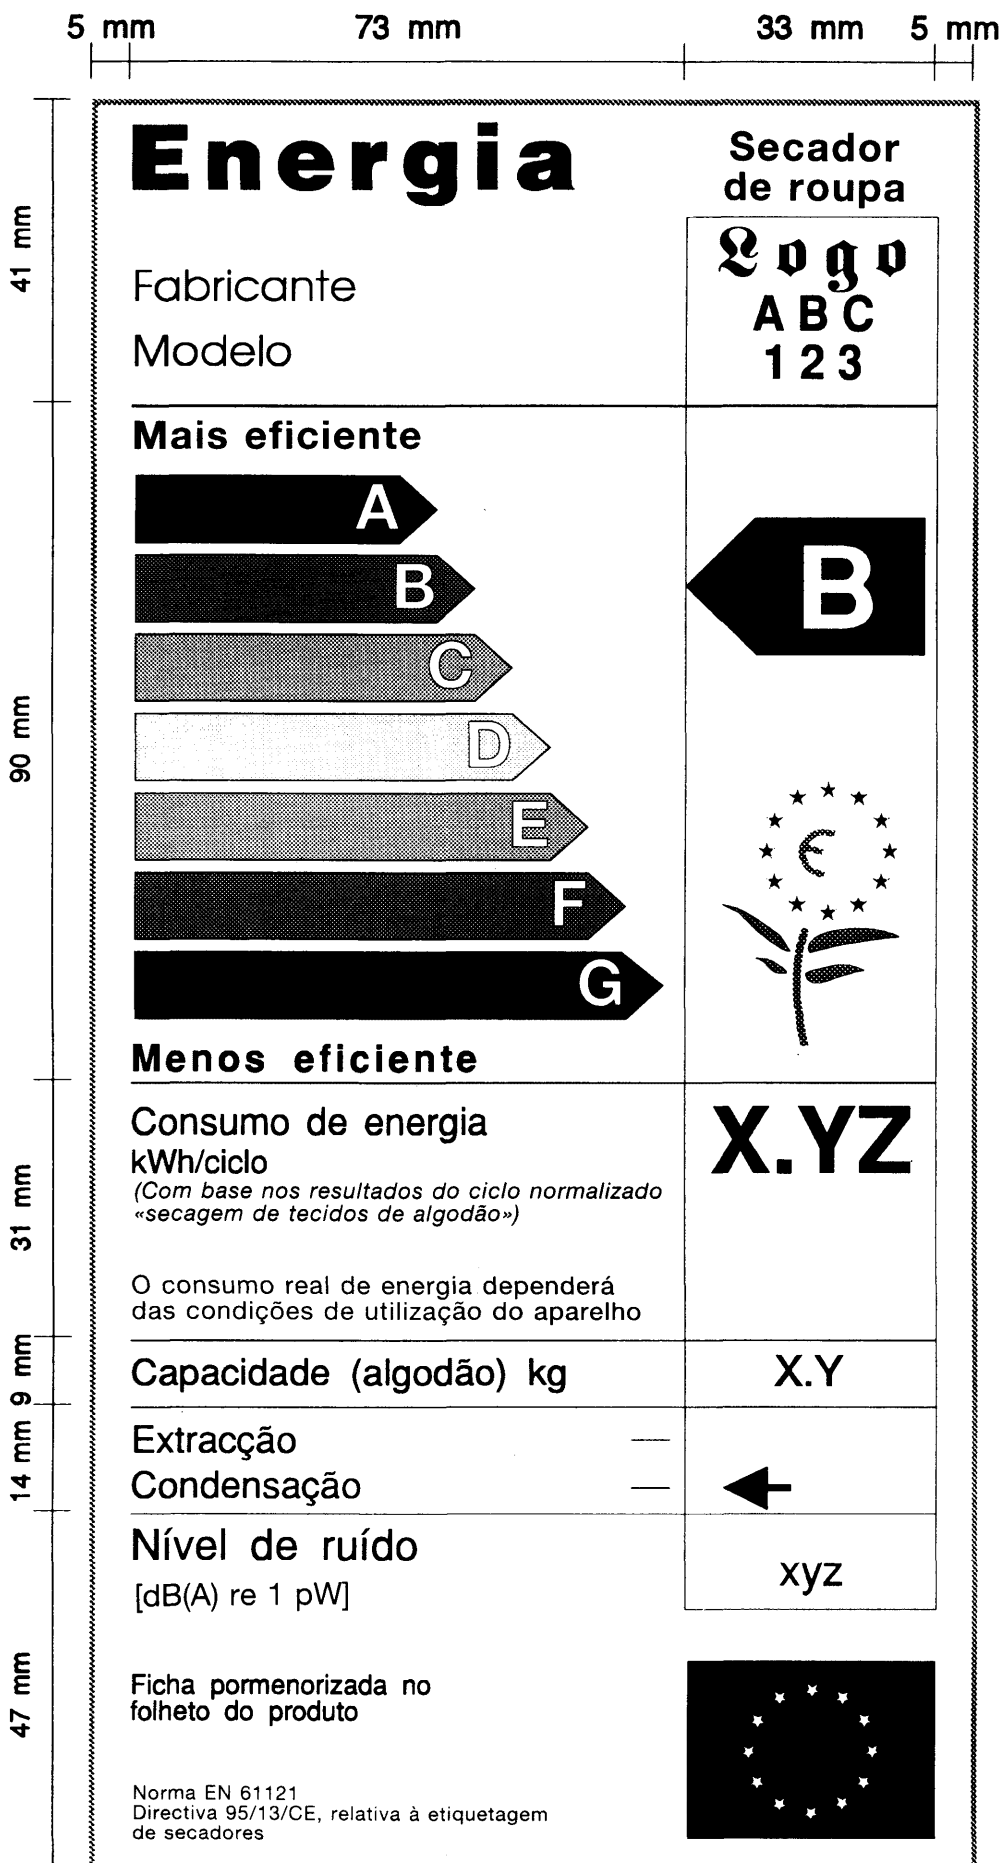 5 mm 73 mm 33 mm 5 mm
Energia
Secador
de roupa
41 mm
Fabricante
Modelo
Logo
ABC
123
Mais eficiente
A
B
B
C
D
90 mm
E
F
G
Menos eficiente
Consumo de energia
X.YZ
kWh/ciclo
(Com base nos resultados do ciclo normalizado
«secagem de tecidos de algodão»)
31 mm
O consumo real de energia dependerá
das condições de utilização do aparelho
9 mm
Capacidade (algodão) kg
X.Y
14 mm
Extracção —
Condensação —
Nível de ruído
[dB(A) re 1 pW]
xyz
47 mm
Ficha pormenorizada no
folheto do produto
Norma EN 61121
Directiva 95/13/CE, relativa à etiquetagem
de secadores